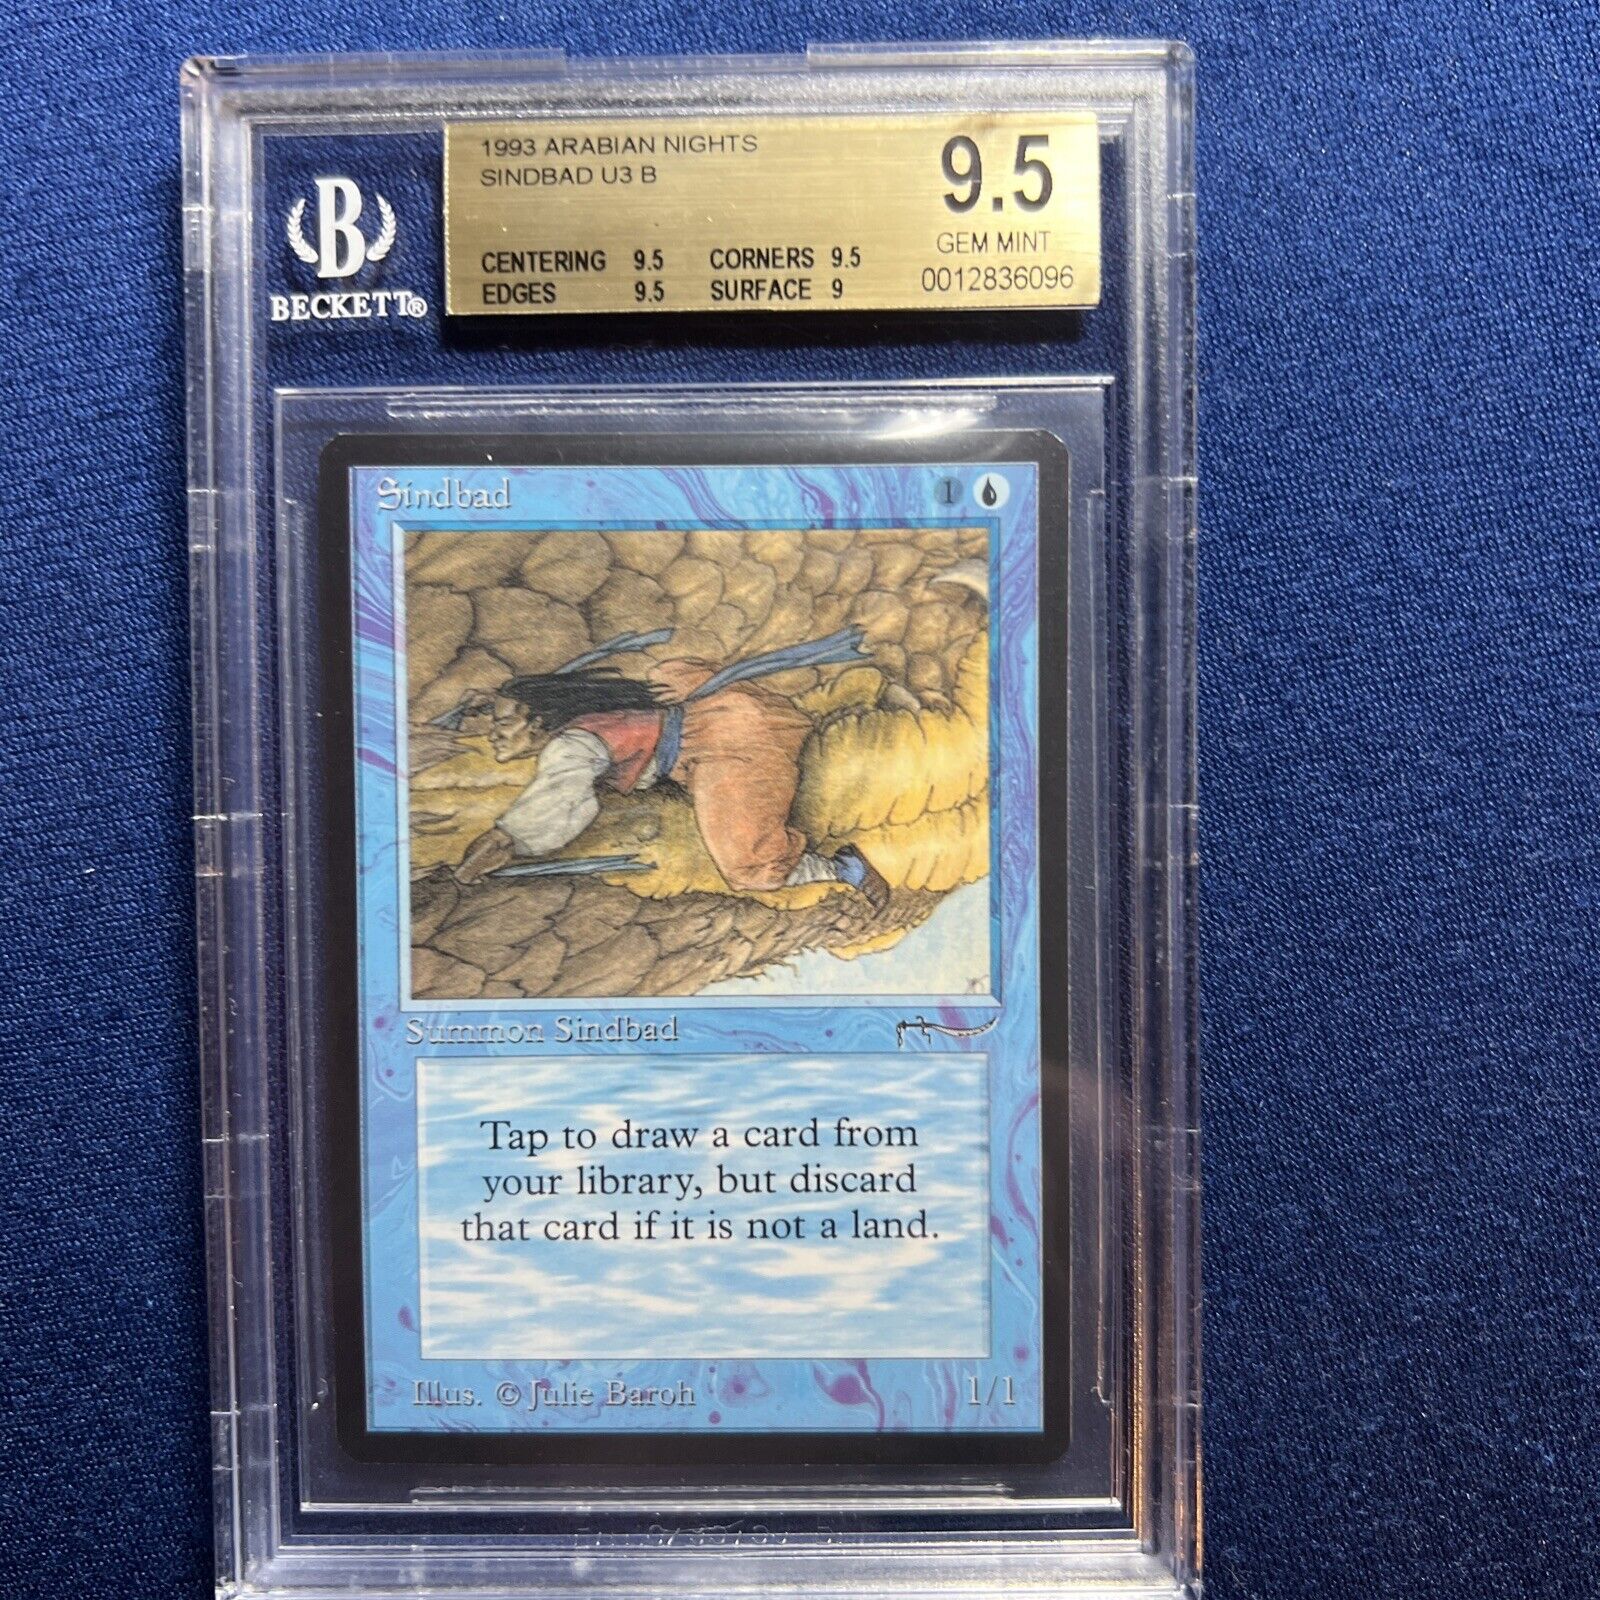 1993 ARABIAN NIGHTS
SINDBAD U3 B
9.5
GEM MINT
0012836096
CENTERING 9.5 CORNERS 9.5
EDGES 9.5 SURFACE 9
B
BECKETT®
Sindbad 1
Summon Sindbad
Tap to draw a card from
your library, but discard
that card if it is not a land.
Illus. © Julie Baroh 1/1